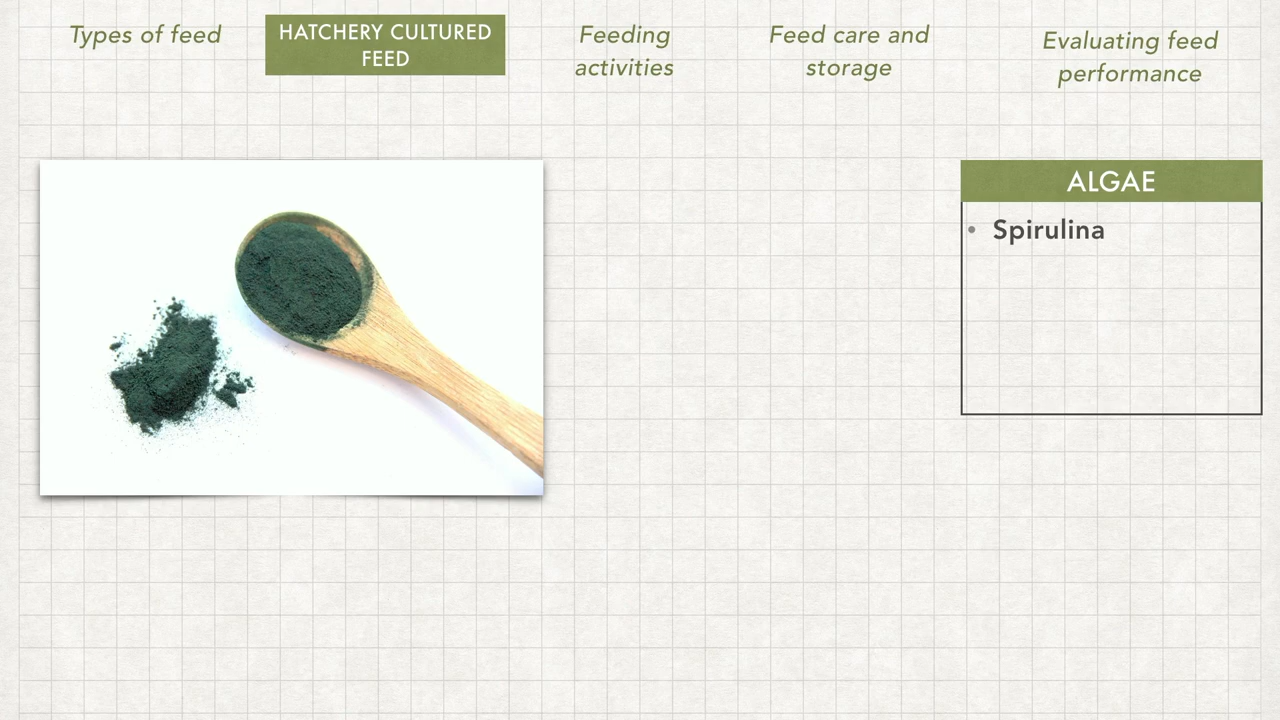 Types of feed
HATCHERY CULTURED
FEED
Feeding
activities
Feed care and
storage
Evaluating feed
performance
ALGAE
• Spirulina